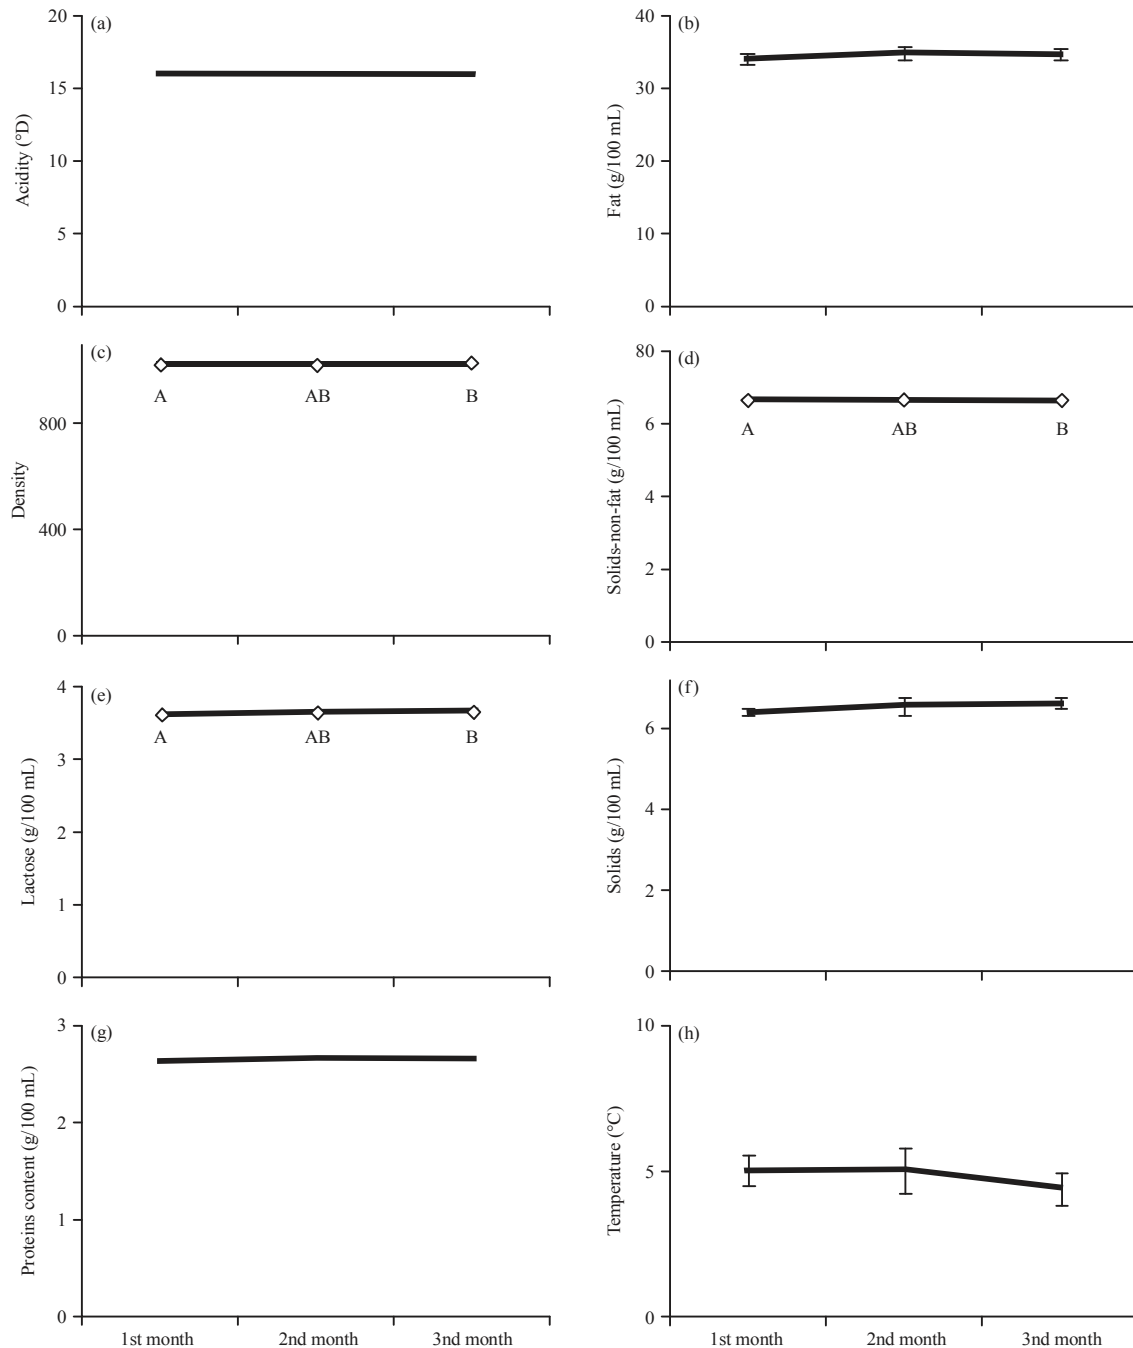 (a)
20
15
10
5
0
Acidity (°D)
(b)
40
30
20
10
0
Fat (g/100 mL)
(c)
800
400
0
Density
A AB B
(d)
80
6
4
2
0
Solids-non-fat (g/100 mL)
A AB B
(e)
4
3
2
1
0
Lactose (g/100 mL)
A AB B
(f)
6
4
2
0
Solids (g/100 mL)
(g)
3
2
1
0
Proteins content (g/100 mL)
1st month 2nd month 3nd month
(h)
10
5
0
Temperature (°C)
1st month 2nd month 3nd month